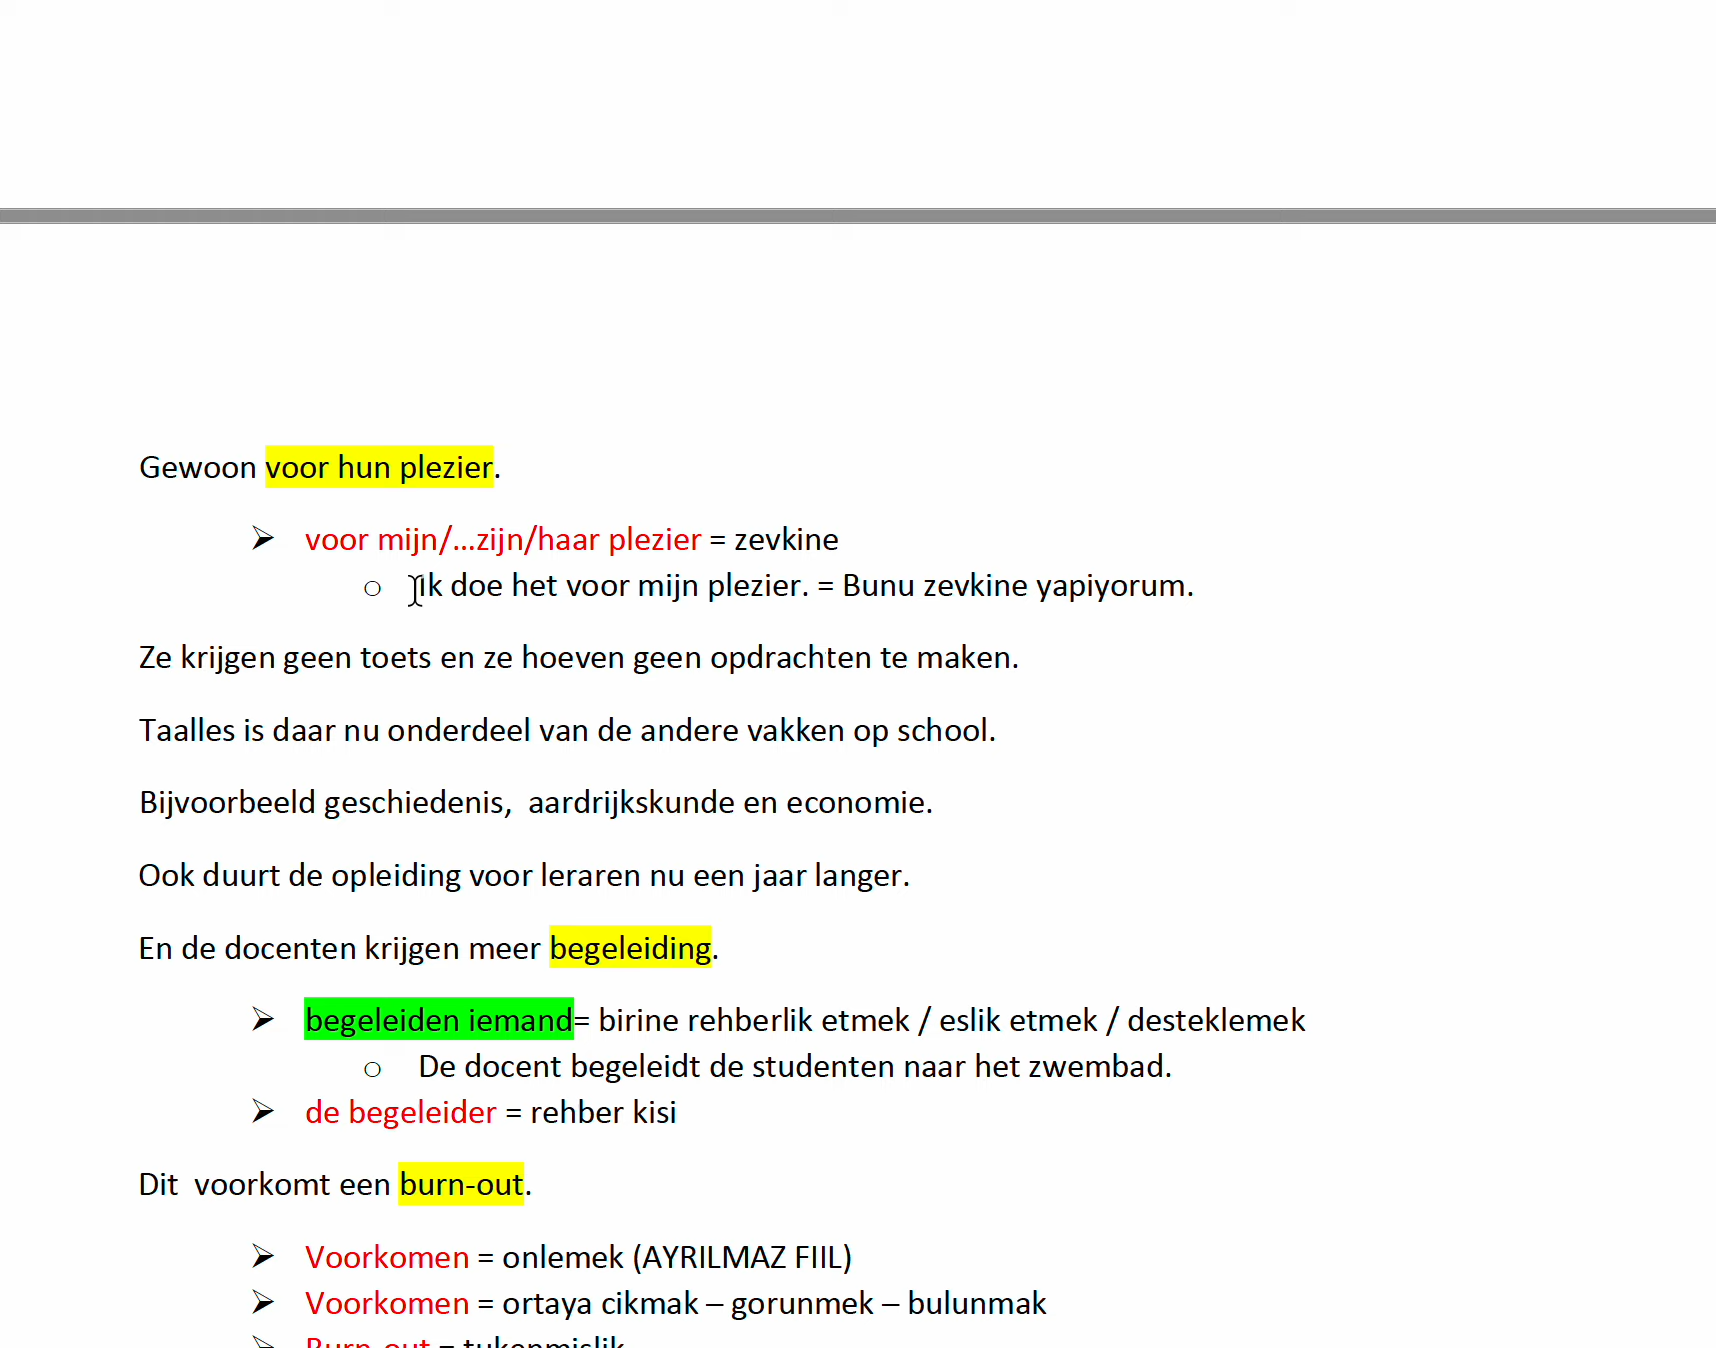 Gewoon voor hun plezier.
➢ voor mijn/...zijn/haar plezier = zevkine
o Ik doe het voor mijn plezier. = Bunu zevkine yapiyorum.
Ze krijgen geen toets en ze hoeven geen opdrachten te maken.
Taalles is daar nu onderdeel van de andere vakken op school.
Bijvoorbeeld geschiedenis,  aardrijkskunde en economie.
Ook duurt de opleiding voor leraren nu een jaar langer.
En de docenten krijgen meer begeleiding.
➢ begeleiden iemand= birine rehberlik etmek / eslik etmek / desteklemek
o De docent begeleidt de studenten naar het zwembad.
➢ de begeleider = rehber kisi
Dit  voorkomt een burn-out.
➢ Voorkomen = onlemek (AYRILMAZ FIIL)
➢ Voorkomen = ortaya cikmak – gorunmek – bulunmak
➢ Burn-out = tukenmislik